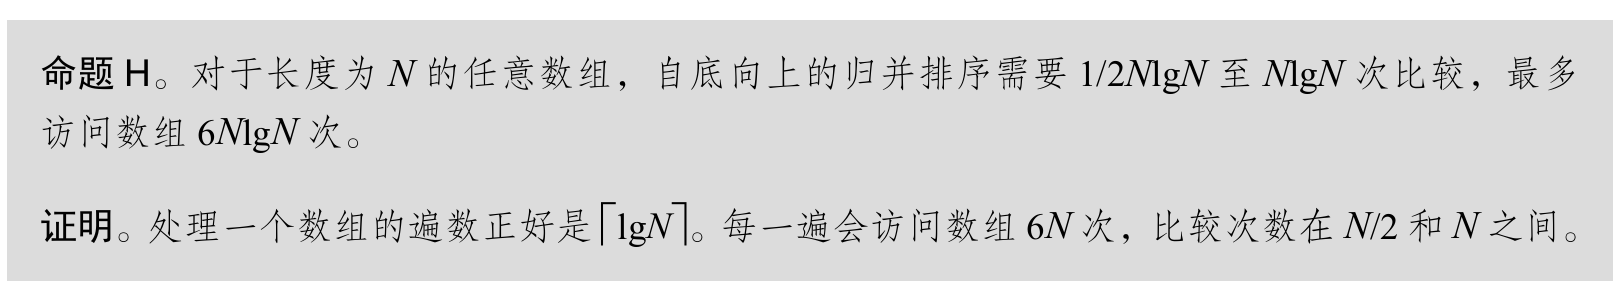 命题 H。对于长度为 N 的任意数组，自底向上的归并排序需要 1/2NlgN 至 NlgN 次比较，最多
访问数组 6NlgN 次。
证明。处理一个数组的遍数正好是⌈lgN⌉。每一遍会访问数组 6N 次，比较次数在 N/2 和 N 之间。